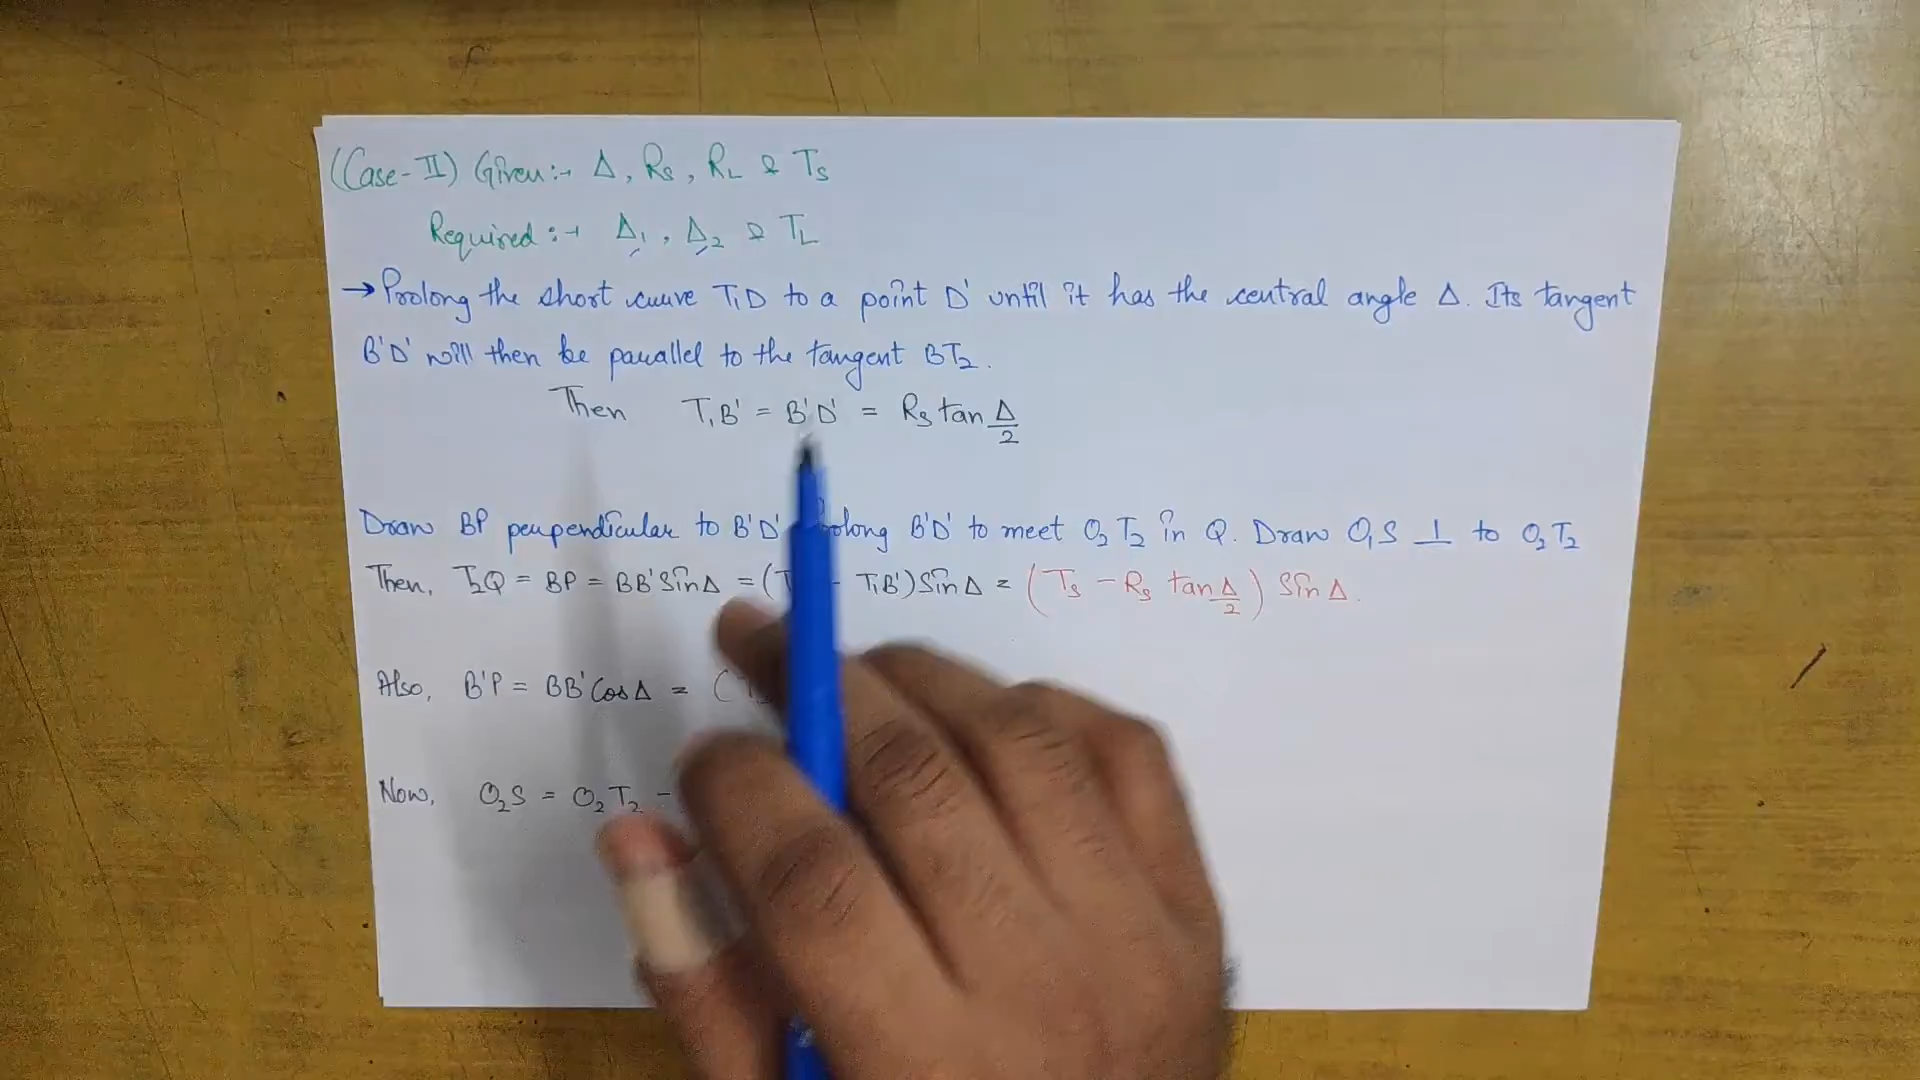 (Case-II) Given:→ Δ, Rs, RL & Ts
Required:→ Δ1, Δ2 & TL
→ Prolong the short curve T1D to a point D' until it has the central angle Δ. Its tangent
B'D' will then be parallel to the tangent BT2.
Then T1B' = B'D' = Rs tan Δ/2
Draw BP perpendicular to B'D' B'D' to meet O2T2 in Q. Draw O1S ⊥ to O2T2
Then, T2Q = BP = BB' Sin Δ = ( - T1B') Sin Δ = (Ts - Rs tan Δ/2) Sin Δ.
Also, B'P = BB' Cos Δ = (
Now, O2S = O2T2 -